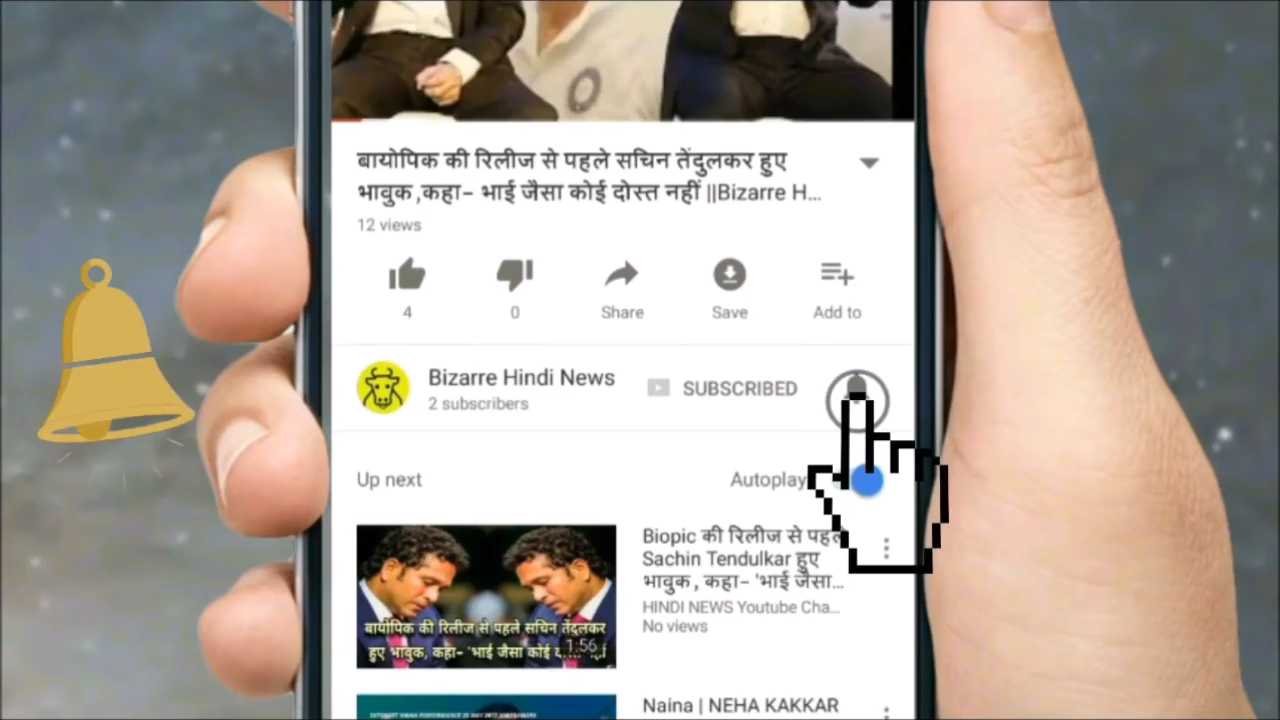 बायोपिक की रिलीज से पहले सचिन तेंदुलकर हुए
भावुक,कहा– भाई जैसा कोई दोस्त नहीं ||Bizarre H...
12 views
4
0
Share
Save
Add to
Bizarre Hindi News
2 subscribers
SUBSCRIBED
Up next
Autoplay
Biopic की रिलीज से पहले
Sachin Tendulkar हुए
भावुक, कहा– 'भाई जैसा...
HINDI NEWS Youtube Cha...
No views
बायोपिक की रिलीज से पहले सचिन तेंदुलकर
हुए भावुक, कहा– 'भाई जैसा कोई
1:56
Naina | NEHA KAKKAR